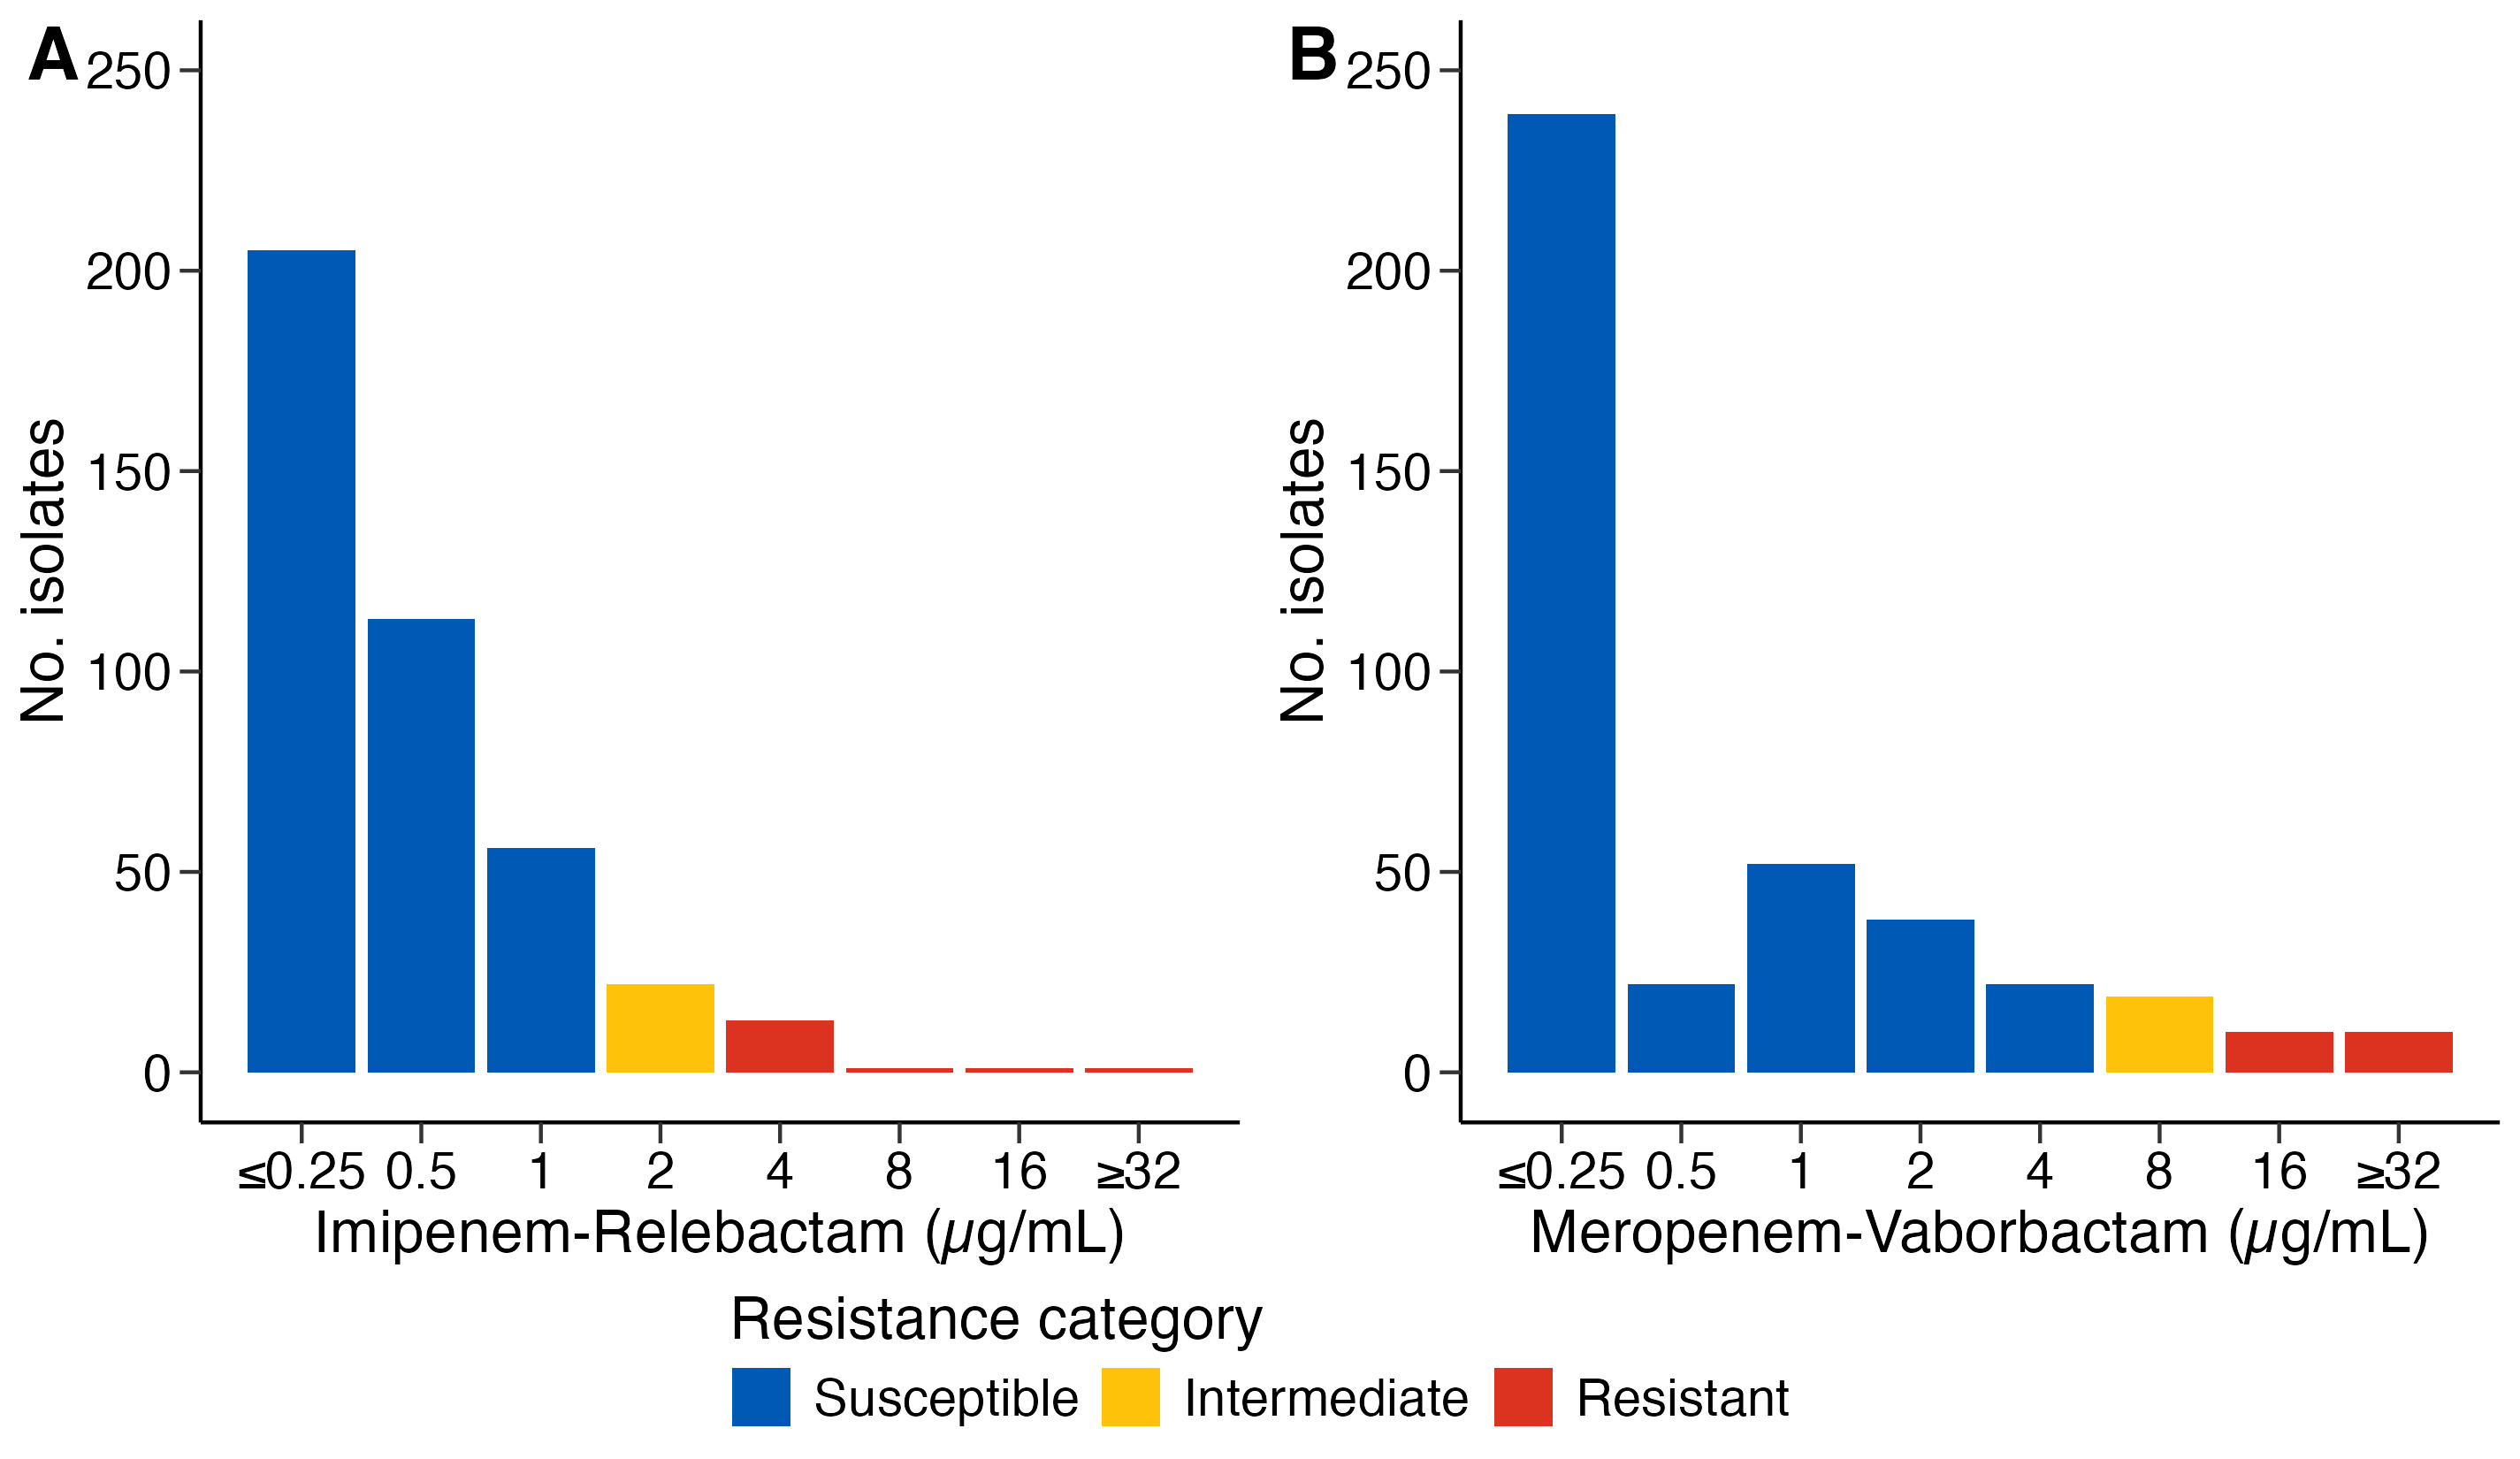 A
250
200
150
100
50
0
No. isolates
≤0.25 0.5 1 2 4 8 16 ≥32
Imipenem-Relebactam (µg/mL)
B
250
200
150
100
50
0
No. isolates
≤0.25 0.5 1 2 4 8 16 ≥32
Meropenem-Vaborbactam (µg/mL)
Resistance category
Susceptible Intermediate Resistant